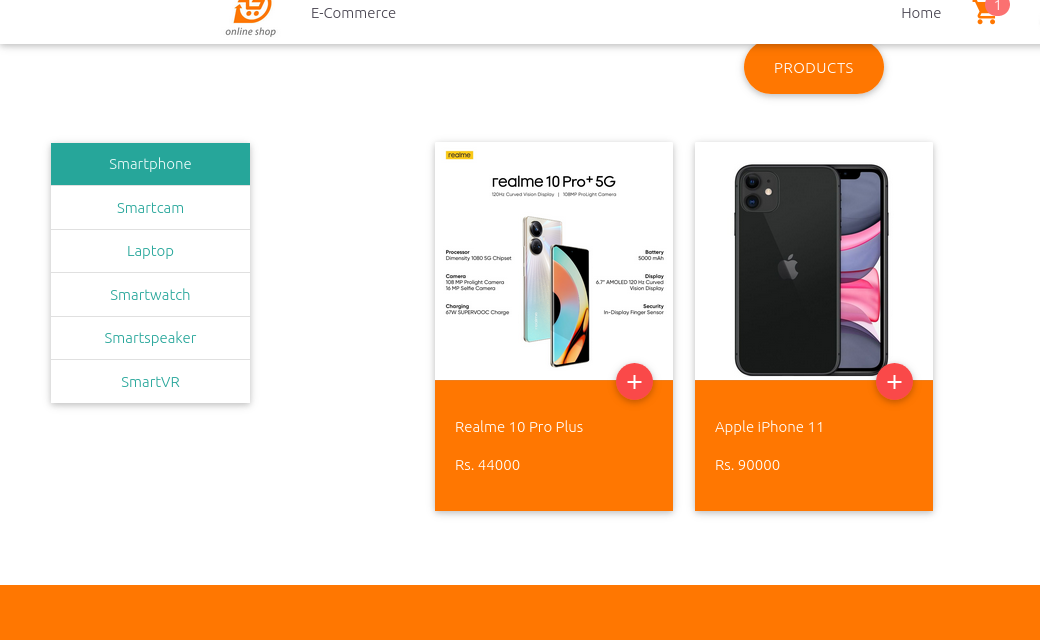 online shop
E-Commerce
Home
1
PRODUCTS
Smartphone
Smartcam
Laptop
Smartwatch
Smartspeaker
SmartVR
realme
realme 10 Pro+ 5G
120Hz Curved Vision Display | 108MP ProLight Camera
Processor
Dimensity 1080 5G Chipset
Camera
108 MP Prolight Camera
16 MP Selfie Camera
Charging
67W SUPERVOOC Charge
Battery
5000 mAh
Display
6.7" AMOLED 120 Hz Curved
Vision Display
Security
In-Display Finger Sensor
realme
+
Realme 10 Pro Plus
Rs. 44000
+
Apple iPhone 11
Rs. 90000